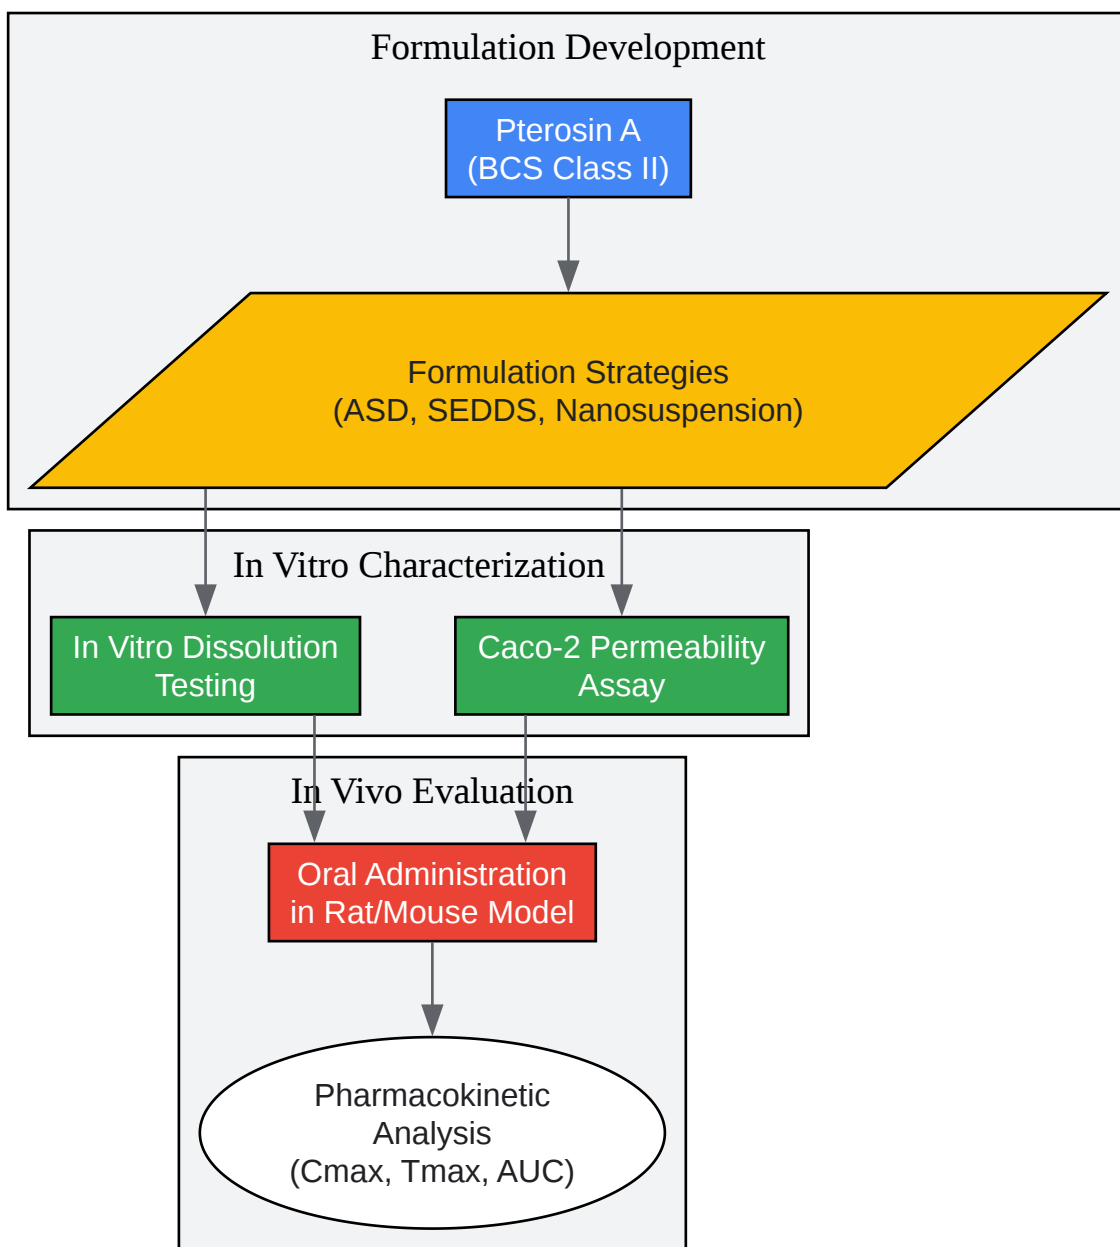 Formulation Development
Pterosin A
(BCS Class II)
Formulation Strategies
(ASD, SEDDS, Nanosuspension)
In Vitro Characterization
In Vitro Dissolution
Testing
Caco-2 Permeability
Assay
In Vivo Evaluation
Oral Administration
in Rat/Mouse Model
Pharmacokinetic
Analysis
(Cmax, Tmax, AUC)